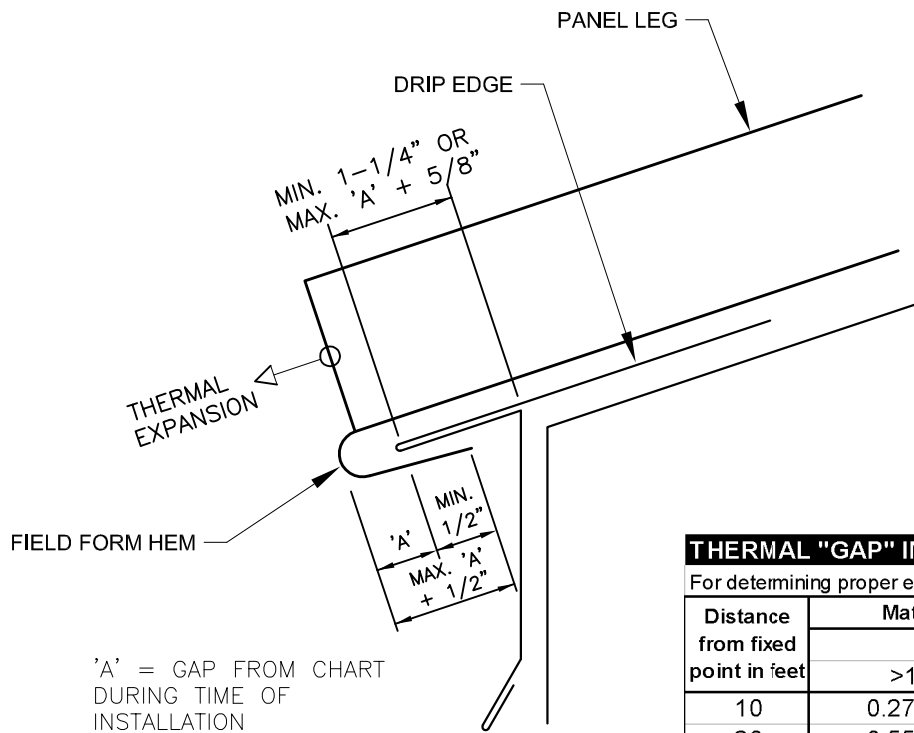 PANEL LEG
DRIP EDGE
MIN. 1-1/4" OR
MAX. 'A' + 5/8"
THERMAL
EXPANSION
FIELD FORM HEM
'A'
MIN.
1/2"
MAX. 'A'
+ 1/2"
'A' = GAP FROM CHART
DURING TIME OF
INSTALLATION
THERMAL "GAP"
For determining proper
Distance
from fixed
point in feet
>1
10
0.27